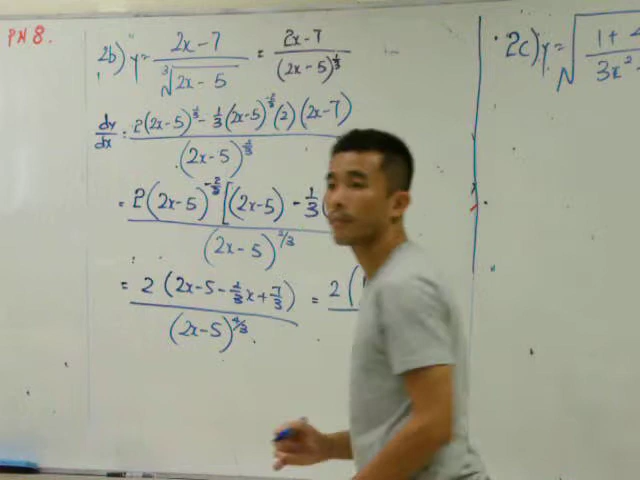 PN 8.
2b) y = (2x-7)/∛(2x-5) = (2x-7)/(2x-5)^(1/3)
dy/dx = [2(2x-5)^(1/3) - 1/3(2x-5)^(-2/3)(2)(2x-7)]/(2x-5)^(2/3)
= 2(2x-5)^(-2/3)[(2x-5) - 1/3(
(2x-5)^(2/3)
= 2(2x-5-2/3x+7/3)/(2x-5)^(4/3) = 2(
2c) y = √ 1+
3x²